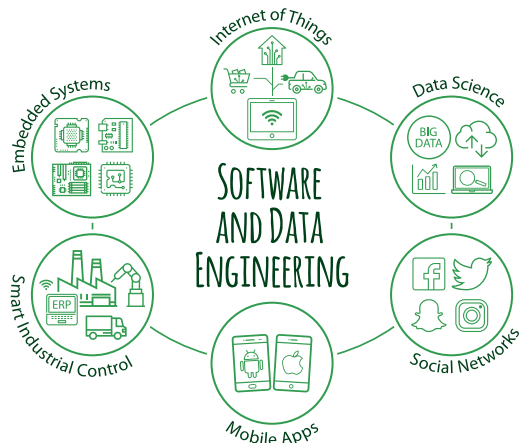 Internet of Things
Embedded Systems
Data Science
BIG
DATA
SOFTWARE
AND DATA
ENGINEERING
ERP
Smart Industrial Control
Social Networks
Mobile Apps